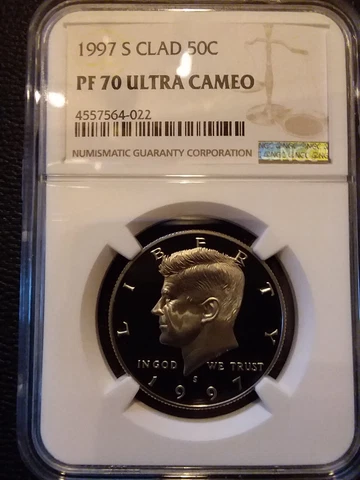 1997 S CLAD 50C
PF 70 ULTRA CAMEO
4557564-022
NUMISMATIC GUARANTY CORPORATION
LIBERTY
IN GOD WE TRUST
S
1997